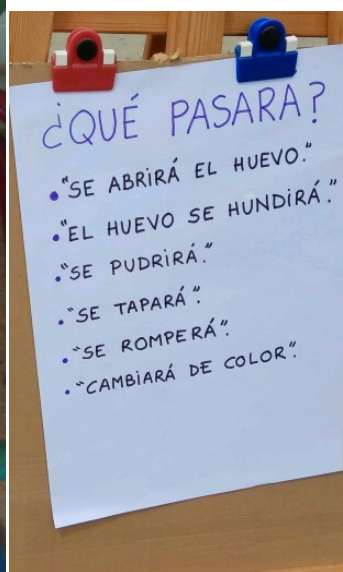 ¿QUÉ PASARA?
•"SE ABRIRÁ EL HUEVO."
•"EL HUEVO SE HUNDIRÁ."
•"SE PUDRIRÁ."
•"SE TAPARÁ".
•"SE ROMPERÁ".
•"CAMBIARÁ DE COLOR".